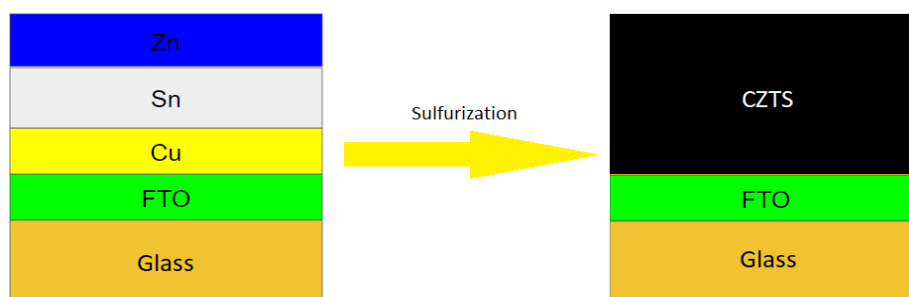 Zn
Sn
Cu
FTO
Glass
Sulfurization
CZTS
FTO
Glass